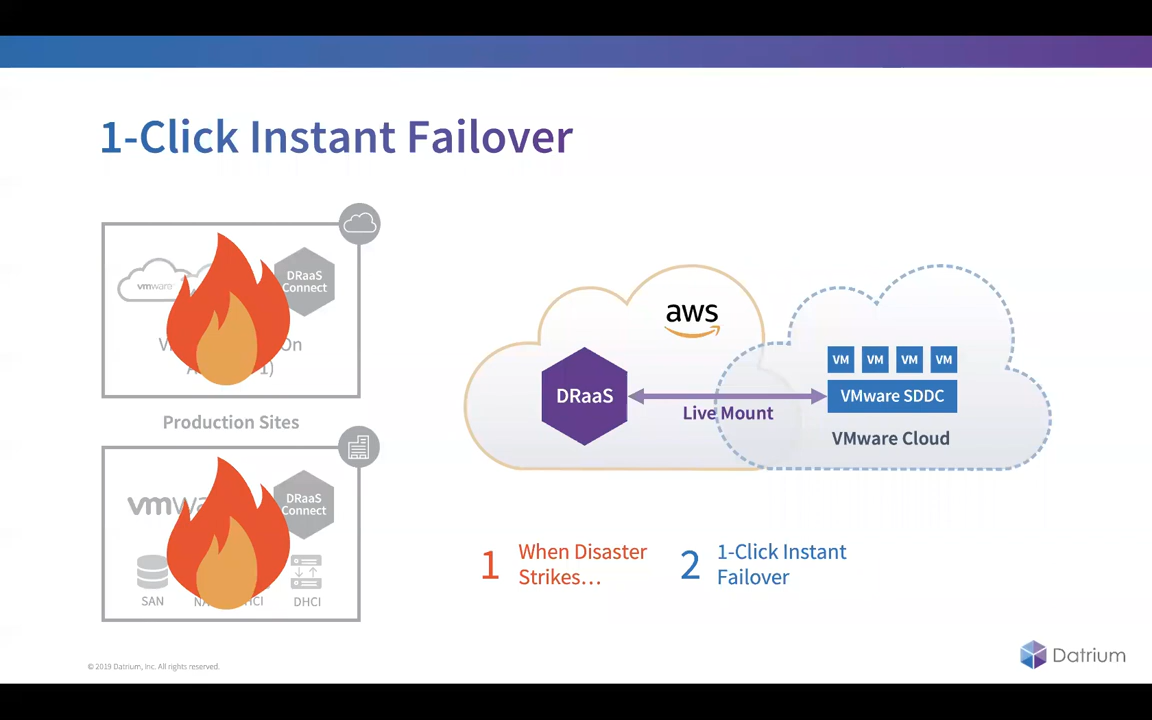 1-Click Instant Failover
vmware
DRaaS
Connect
On
1)
Production Sites
DRaaS
Connect
SAN
DHCI
aws
DRaaS
Live Mount
VM VM VM VM
VMware SDDC
VMware Cloud
1 When Disaster
Strikes…
2 1-Click Instant
Failover
© 2019 Datrium, Inc. All rights reserved.
Datrium